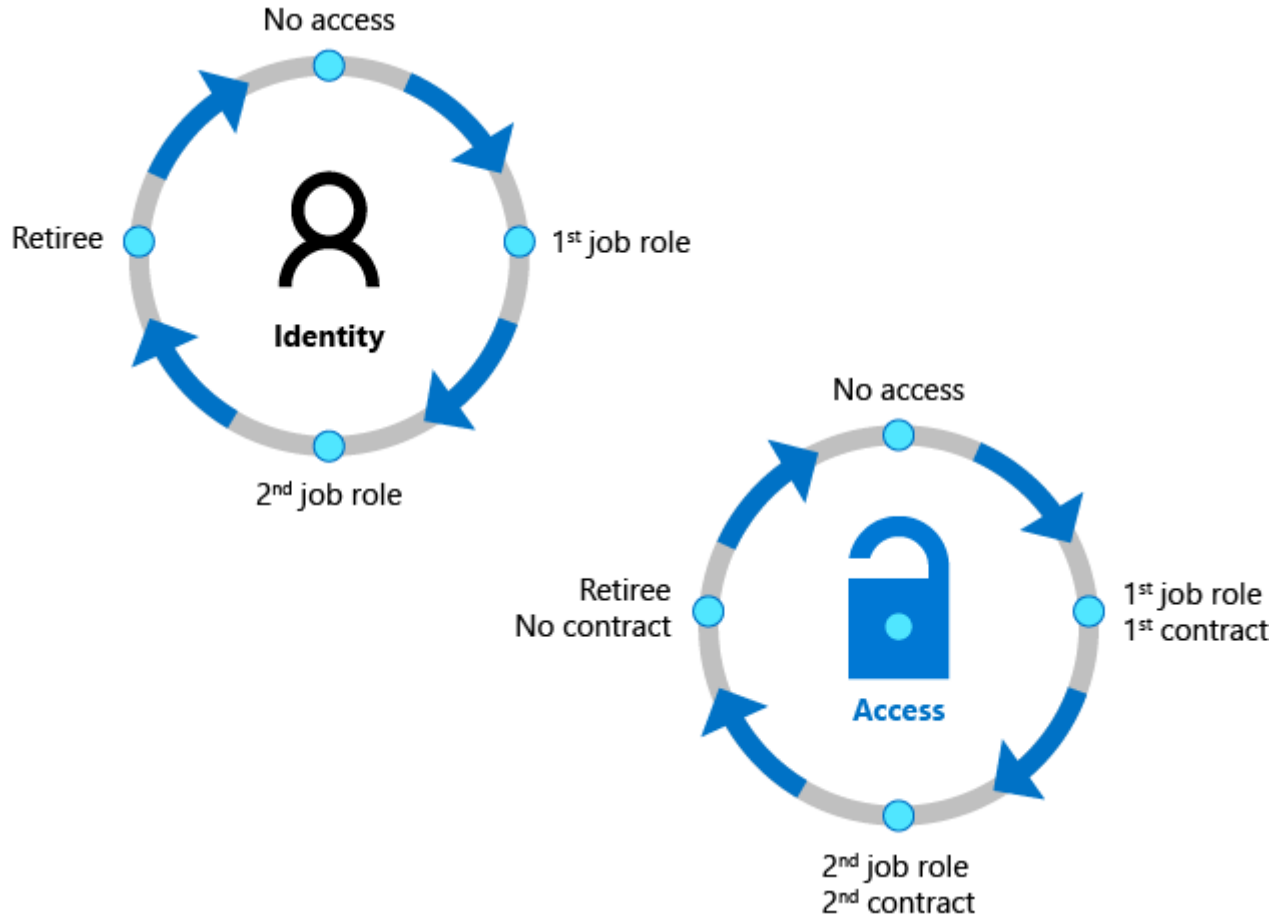 No access
Retiree
1st job role
Identity
2nd job role
No access
Retiree
No contract
1st job role
1st contract
Access
2nd job role
2nd contract